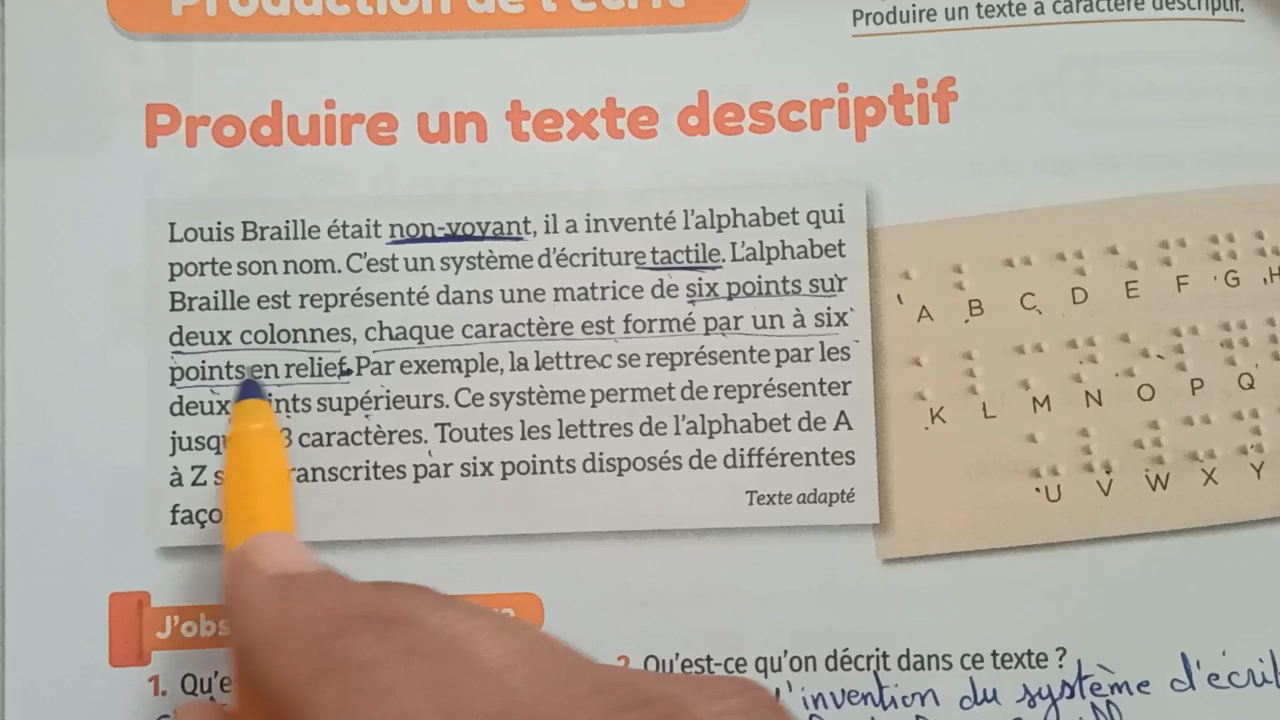 Production de l'écrit
Produire un texte à caractère descriptif.
Produire un texte descriptif
Louis Braille était non-voyant, il a inventé l'alphabet qui
porte son nom. C'est un système d'écriture tactile. L'alphabet
Braille est représenté dans une matrice de six points sur
deux colonnes, chaque caractère est formé par un à six
points en relief. Par exemple, la lettre c se représente par les
deux points supérieurs. Ce système permet de représenter
3 caractères. Toutes les lettres de l'alphabet de A
à Z transcrites par six points disposés de différentes
Texte adapté
A B C D E F G H
K L M N O P Q
U V W X Y
J'obs
1. Qu'e
2. Qu'est-ce qu'on décrit dans ce texte ?
l'invention du système d'écri